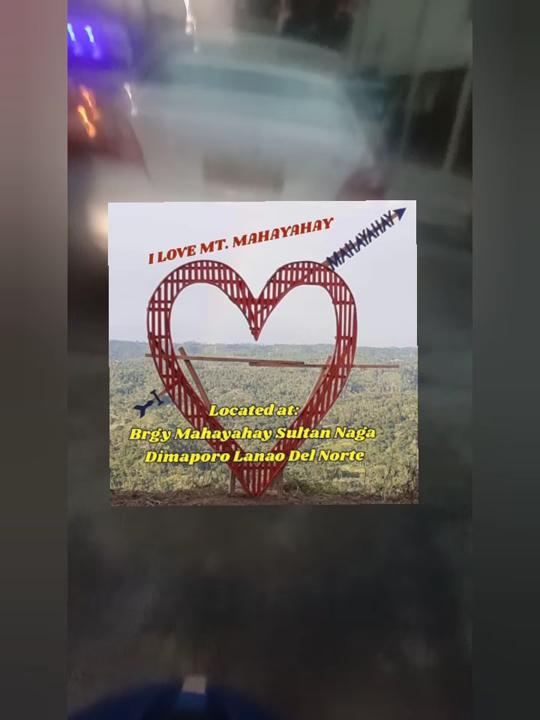 I LOVE MT. MAHAYAHAY
MAHAYAHAY
Located at:
Brgy Mahayahay Sultan Naga
Dimaporo Lanao Del Norte